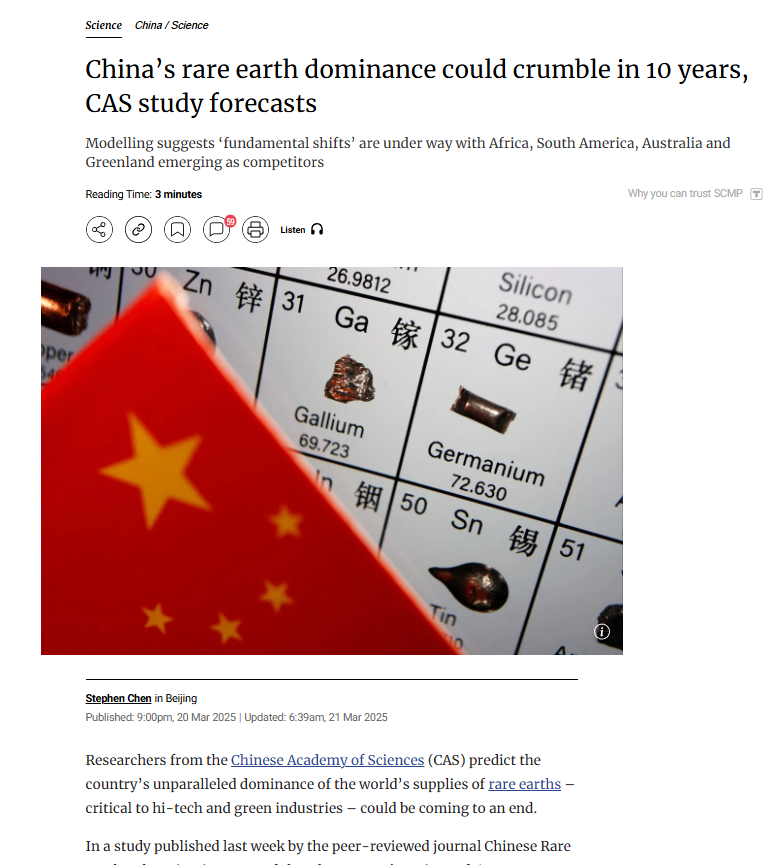 Science China / Science
China’s rare earth dominance could crumble in 10 years,
CAS study forecasts
Modelling suggests ‘fundamental shifts’ are under way with Africa, South America, Australia and
Greenland emerging as competitors
Reading Time: 3 minutes
Why you can trust SCMP
59
Listen
30 Zn 锌
26.9812
Silicon
28.085
31 Ga 镓
Gallium
69.723
32 Ge 锗
Germanium
72.630
In 铟
50 Sn 锡
Tin
51
Stephen Chen in Beijing
Published: 9:00pm, 20 Mar 2025 | Updated: 6:39am, 21 Mar 2025
Researchers from the Chinese Academy of Sciences (CAS) predict the
country’s unparalleled dominance of the world’s supplies of rare earths –
critical to hi-tech and green industries – could be coming to an end.
In a study published last week by the peer-reviewed journal Chinese Rare